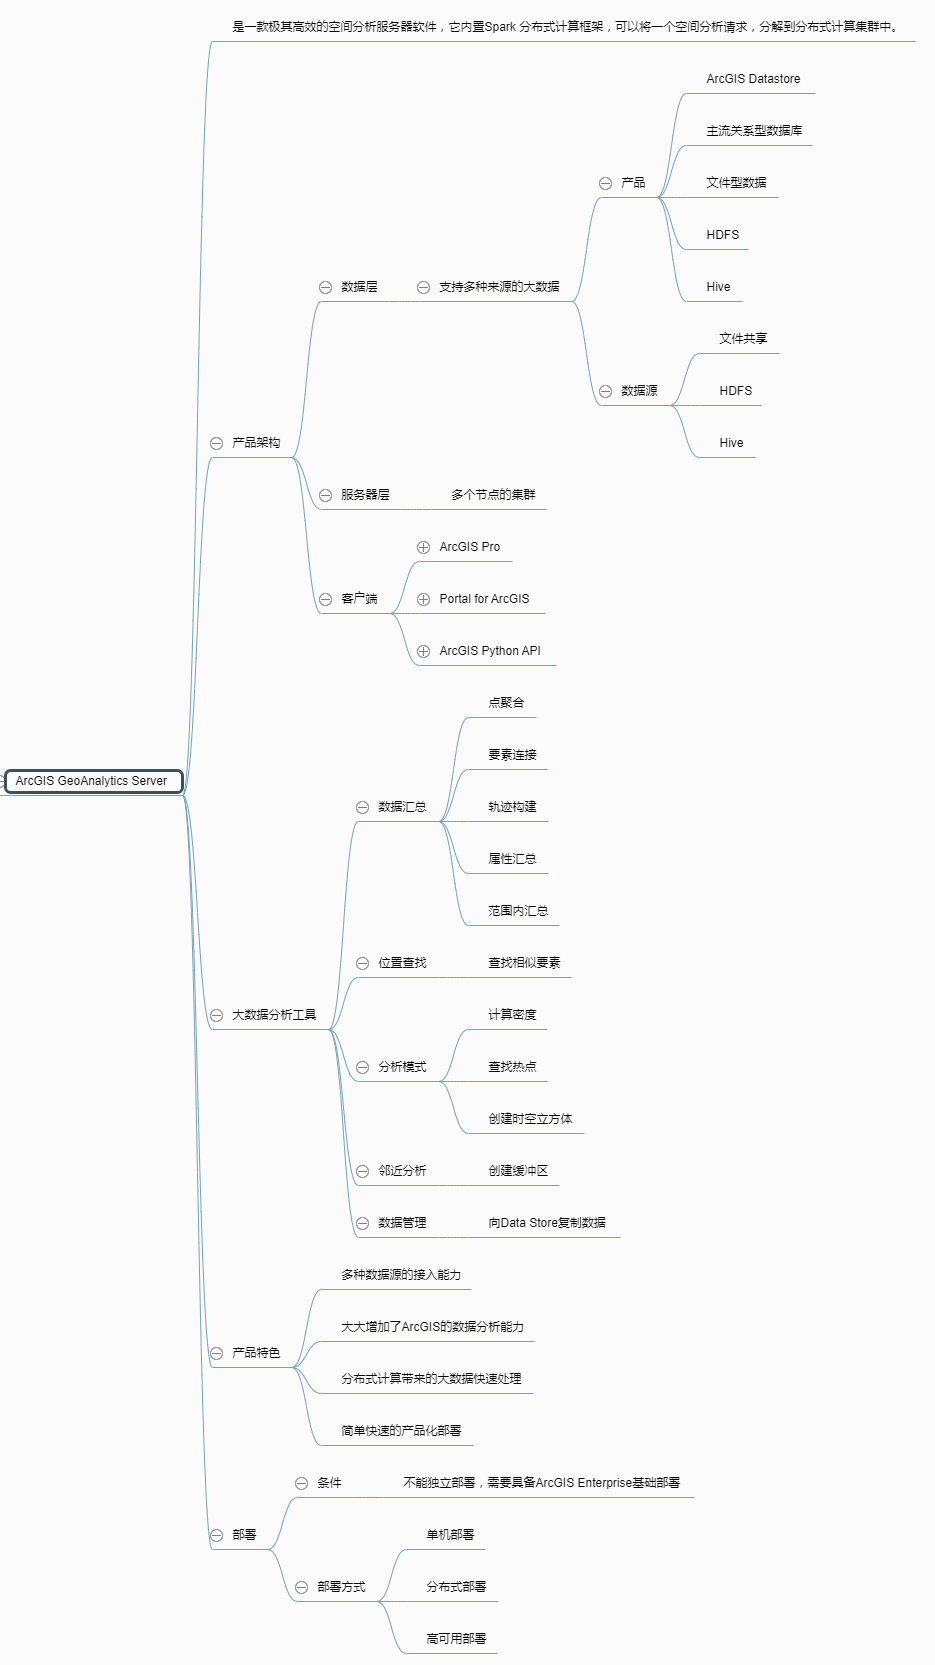 是一款极其高效的空间分析服务器软件，它内置Spark 分布式计算框架，可以将一个空间分析请求，分解到分布式计算集群中。
ArcGIS Datastore
主流关系型数据库
产品
文件型数据
HDFS
数据层
支持多种来源的大数据
Hive
文件共享
数据源
HDFS
产品架构
Hive
服务器层
多个节点的集群
ArcGIS Pro
客户端
Portal for ArcGIS
ArcGIS Python API
点聚合
要素连接
ArcGIS GeoAnalytics Server
数据汇总
轨迹构建
属性汇总
范围内汇总
位置查找
查找相似要素
大数据分析工具
计算密度
分析模式
查找热点
创建时空立方体
邻近分析
创建缓冲区
数据管理
向Data Store复制数据
多种数据源的接入能力
大大增加了ArcGIS的数据分析能力
产品特色
分布式计算带来的大数据快速处理
简单快速的产品化部署
条件
不能独立部署，需要具备ArcGIS Enterprise基础部署
部署
单机部署
部署方式
分布式部署
高可用部署